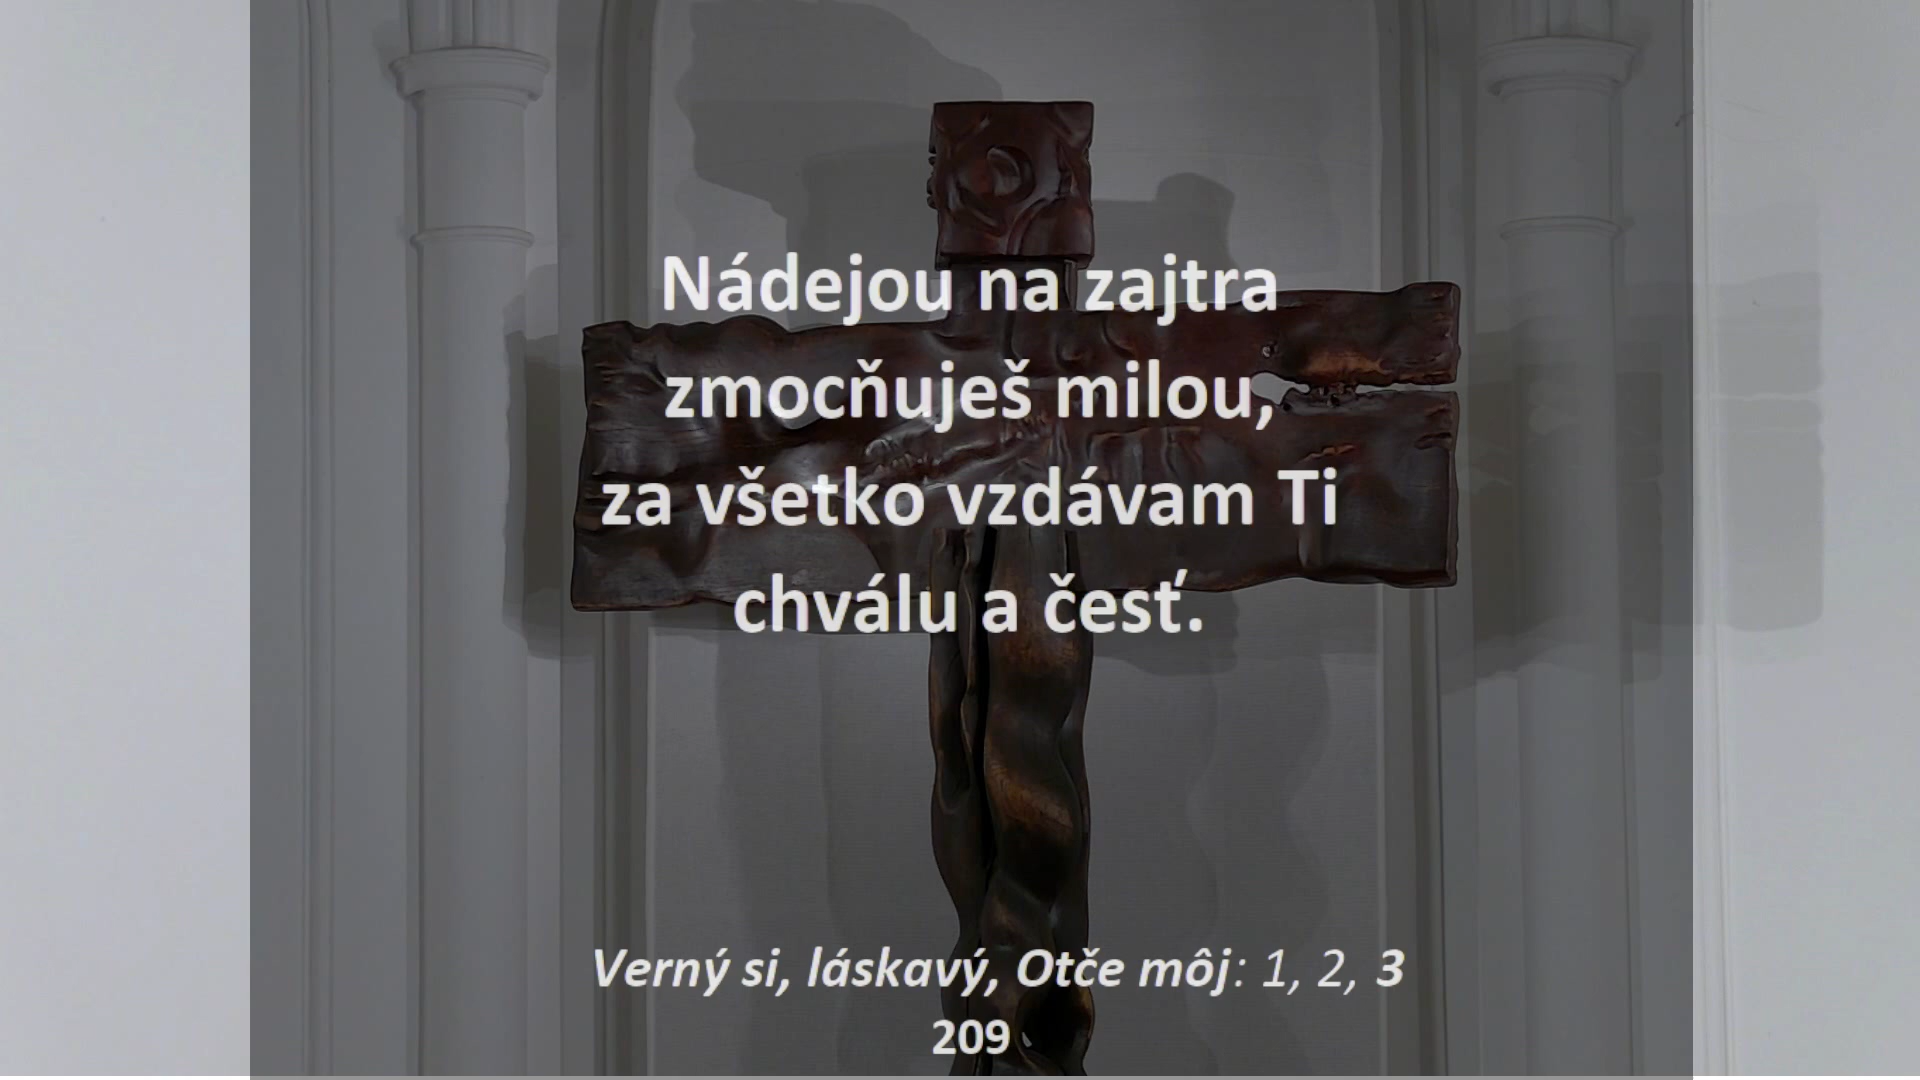 Nádejou na zajtra
zmocňuješ milou,
za všetko vzdávam Ti
chválu a česť.
Verný si, láskavý, Otče môj: 1, 2, 3
209